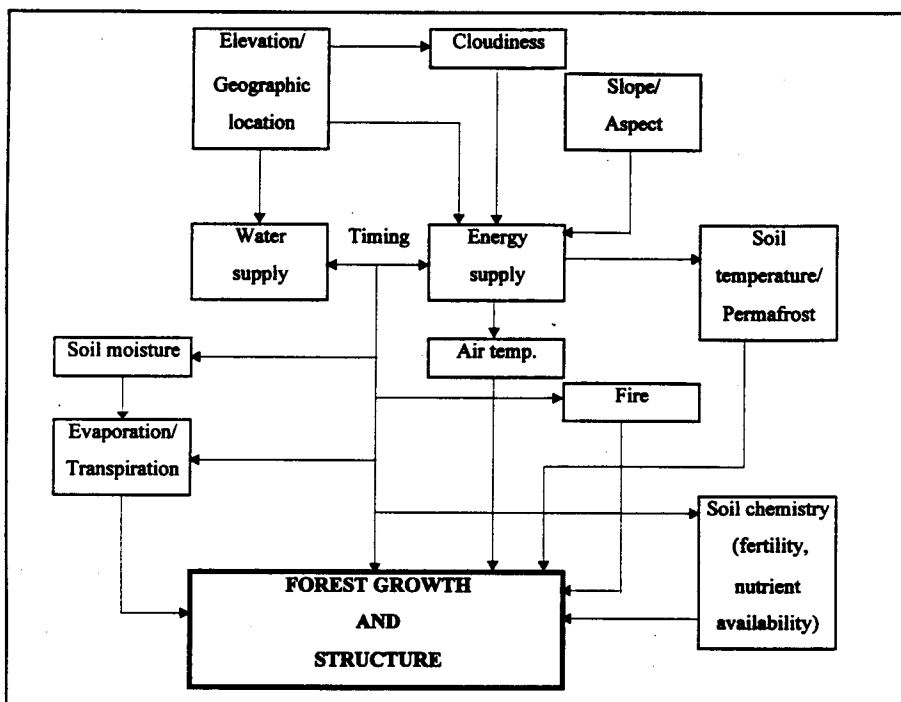 Elevation/
Geographic
location
Cloudiness
Slope/
Aspect
Water
supply
Timing
Energy
supply
Soil
temperature/
Permafrost
Soil moisture
Air temp.
Fire
Evaporation/
Transpiration
Soil chemistry
(fertility,
nutrient
availability)
FOREST GROWTH
AND
STRUCTURE